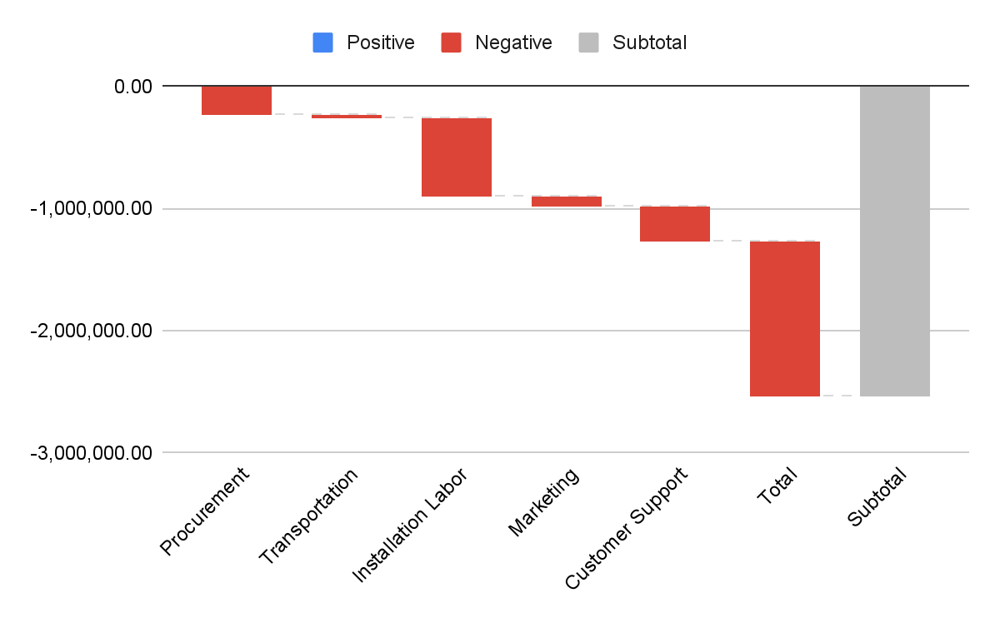 Positive Negative Subtotal
0.00
-1,000,000.00
-2,000,000.00
-3,000,000.00
Procurement
Transportation
Installation Labor
Marketing
Customer Support
Total
Subtotal